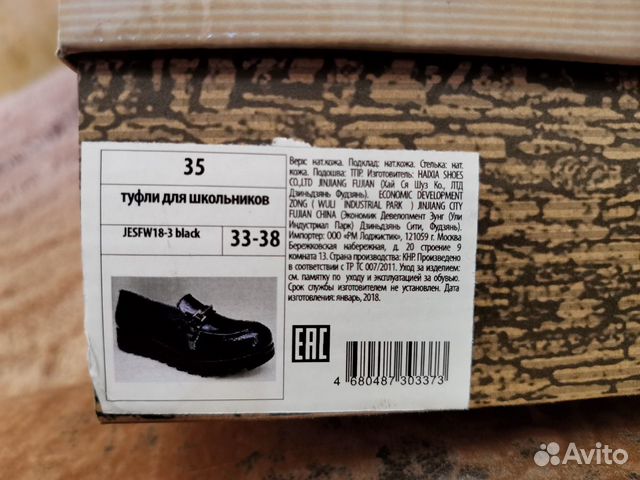 35
туфли для школьников
JESFW18-3 black
33-38
Верх: нат.кожа. Подклад: нат.кожа. Стелька: нат.
кожа. Подошва: ТПР. Изготовитель: HAIXIA SHOES
CO.,LTD JINJIANG FUJIAN (Хай Ся Шуз Ко., ЛТД
Дзиньдзянь Фудзянь). ECONOMIC DEVELOPMENT
ZONG ( WULI INDUSTRIAL PARK ) JINJIANG CITY
FUJIAN CHINA (Экономик Девелопмент Зунг (Ули
Индустриал Парк) Дзиньдзянь Сити, Фудзянь).
Импортер: ООО «РМ Лоджистик», 121059 г. Москва
Бережковская набережная, д. 20 строение 9
комната 13. Страна производства: КНР. Произведено
в соответствии с ТР ТС 007/2011. Уход за изделием:
см. памятку по уходу и эксплуатацией за обувью.
Срок службы изготовителем не установлен. Дата
изготовления: январь, 2018.
EAC
4 680487 303373
Avito